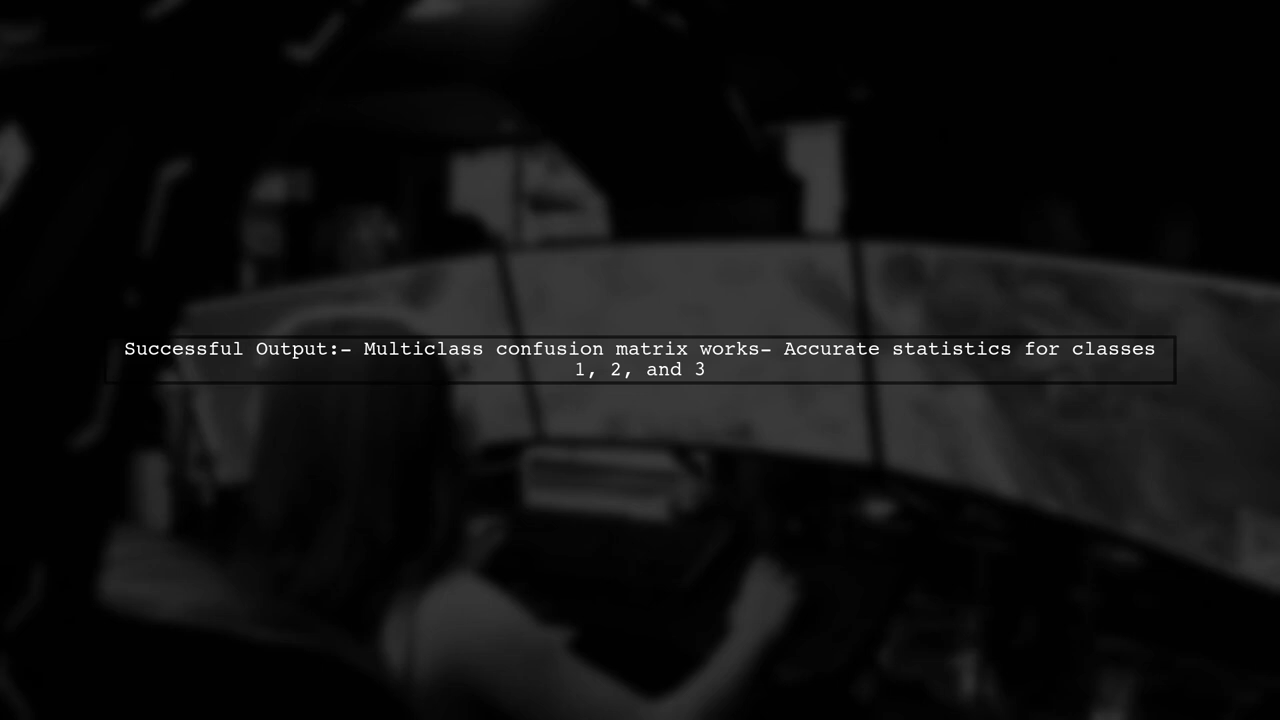 Successful Output:- Multiclass confusion matrix works- Accurate statistics for classes
1, 2, and 3